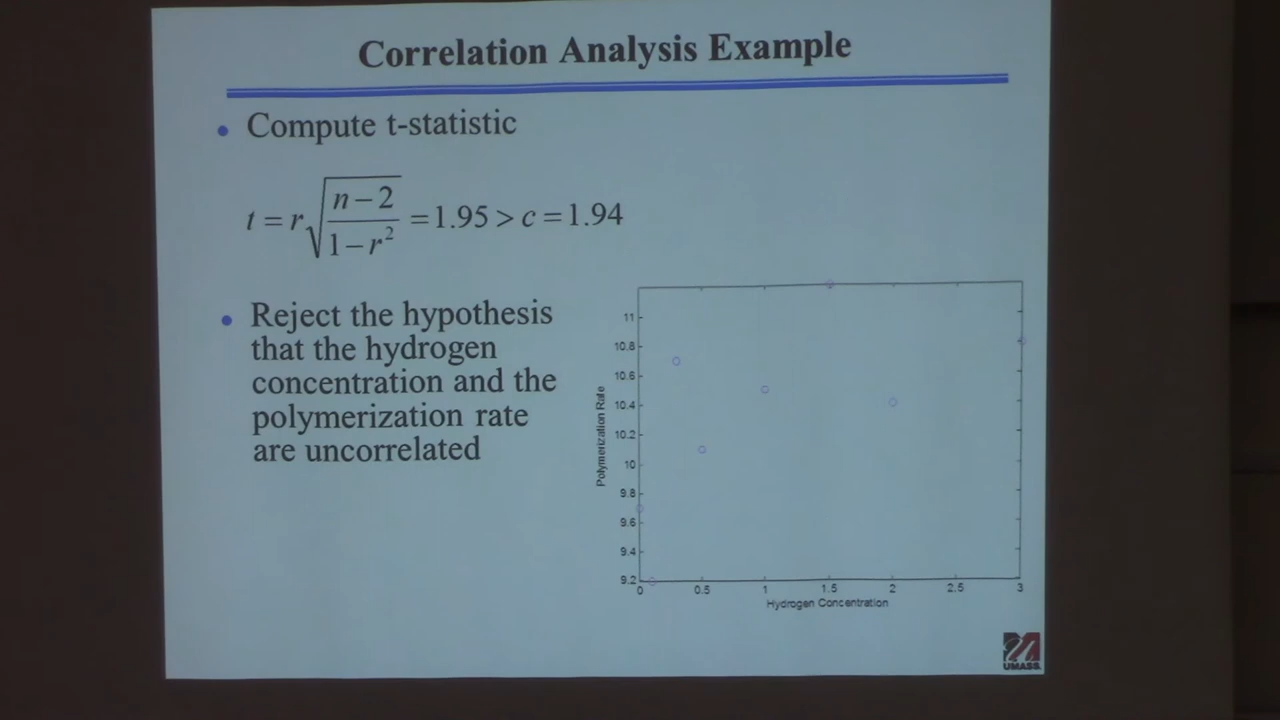 Correlation Analysis Example
• Compute t-statistic
t = r√((n−2)/(1−r²)) = 1.95 > c = 1.94
• Reject the hypothesis
that the hydrogen
concentration and the
polymerization rate
are uncorrelated
Polymerization Rate
11
10.8
10.6
10.4
10.2
10
9.8
9.6
9.4
9.2
0 0.5 1 1.5 2 2.5 3
Hydrogen Concentration
UMASS